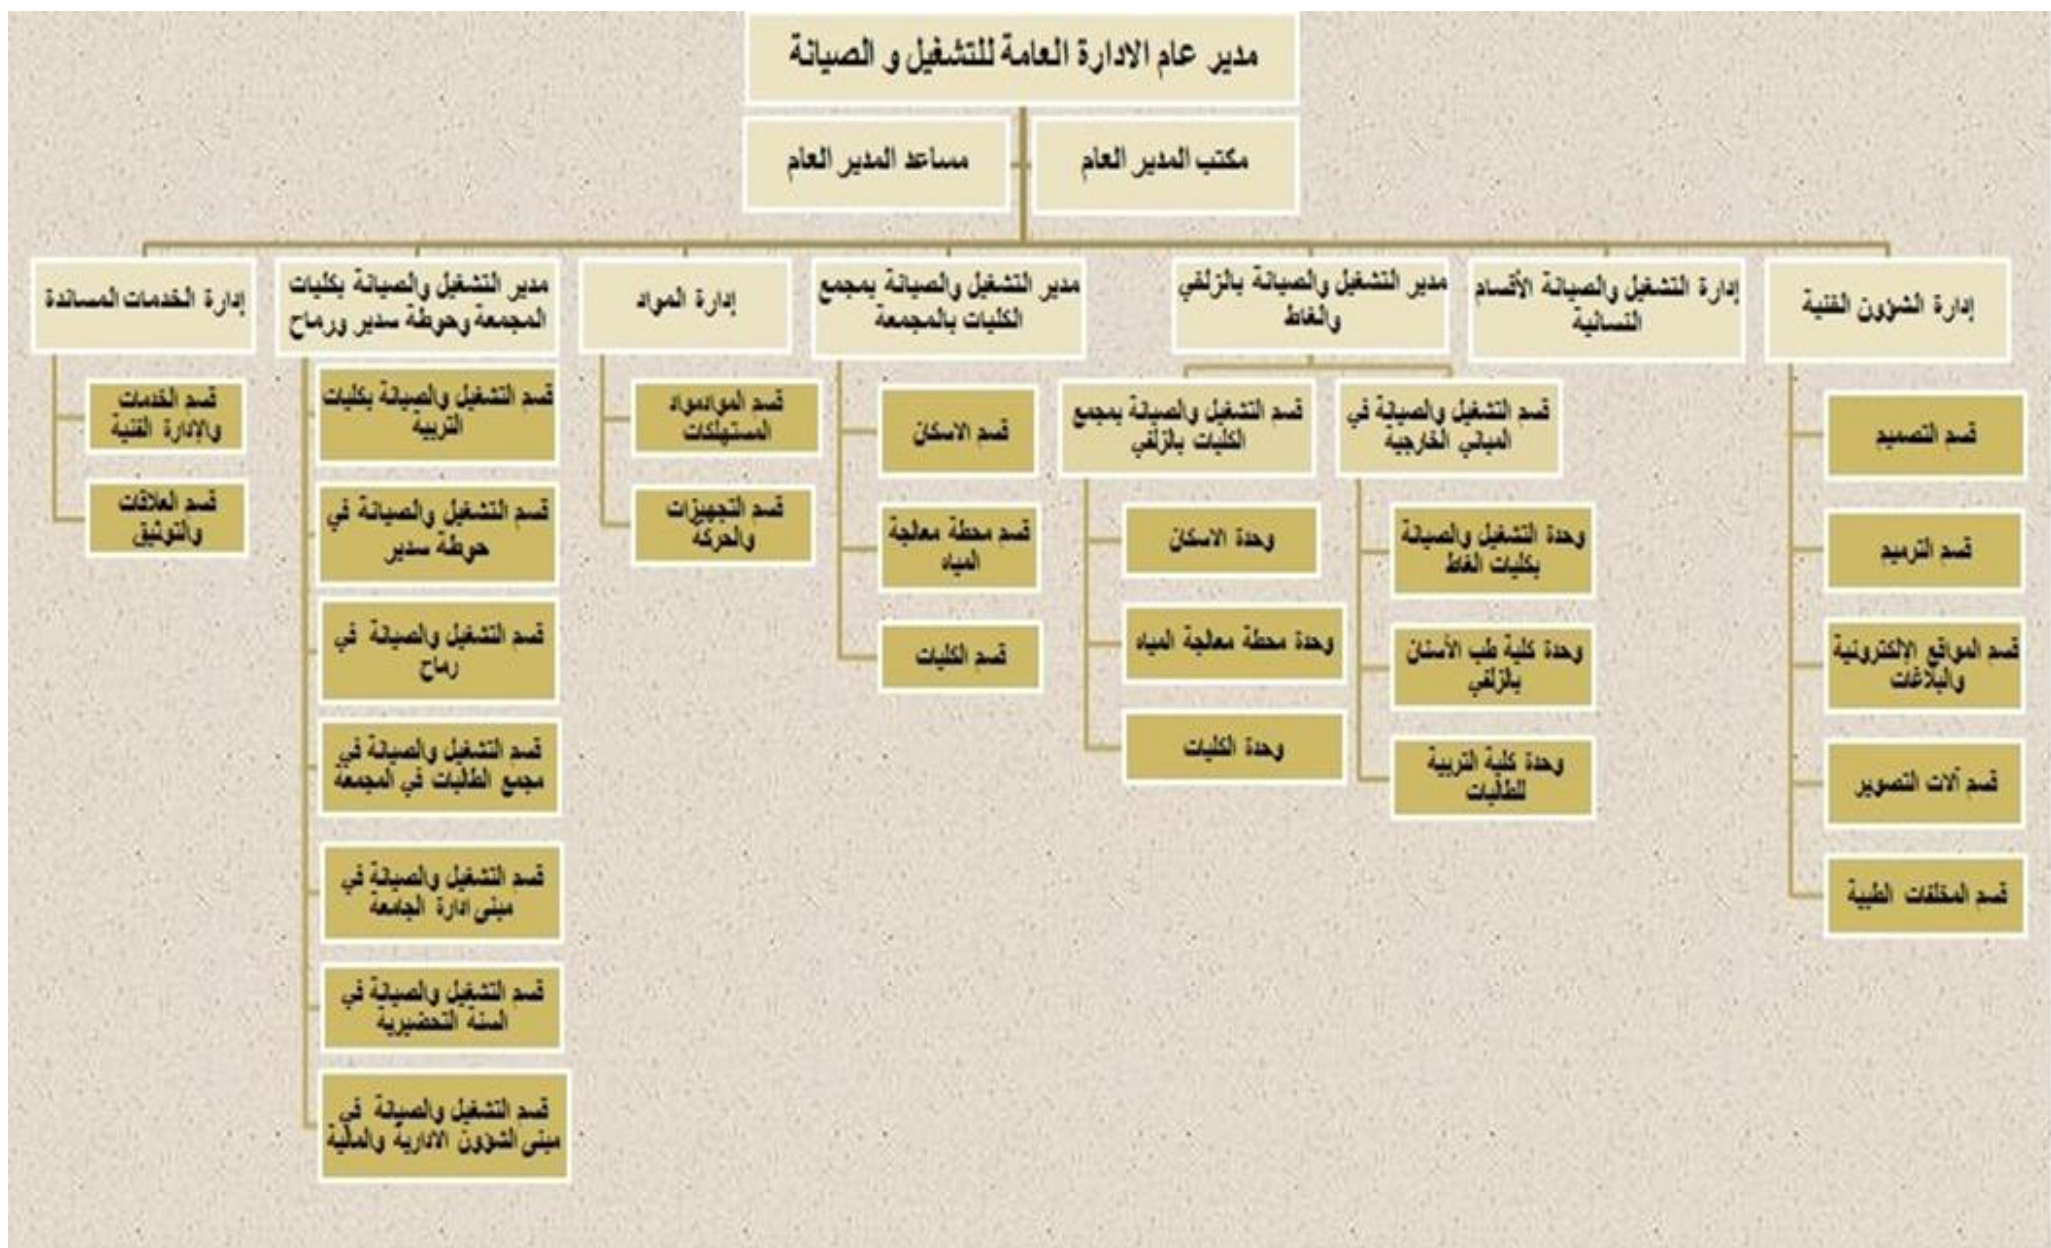 مدير عام الادارة العامة للتشغيل و الصيانة
مكتب المدير العام
مساعد المدير العام
إدارة الشؤون الفنية
قسم التصميم
قسم الترميم
قسم المواقع الإلكترونية
والبلاغات
قسم آلات التصوير
قسم المخلفات الطبية
إدارة التشغيل والصيانة الأقسام
النسائية
مدير التشغيل والصيانة بالزلفي
والغاط
قسم التشغيل والصيانة في
المباني الخارجية
وحدة التشغيل والصيانة
بكليات الغاط
وحدة كلية طب الأسنان
بالزلفي
وحدة كلية التربية
للطالبات
قسم التشغيل والصيانة بمجمع
الكليات بالزلفي
وحدة الاسكان
وحدة محطة معالجة المياه
وحدة الكليات
مدير التشغيل والصيانة بمجمع
الكليات بالمجمعة
قسم الاسكان
قسم محطة معالجة
المياه
قسم الكليات
إدارة المواد
قسم الموادمواد
المستهلكات
قسم التجهيزات
والحركة
مدير التشغيل والصيانة بكليات
المجمعة وحوطة سدير ورماح
قسم التشغيل والصيانة بكليات
التربية
قسم التشغيل والصيانة في
حوطة سدير
قسم التشغيل والصيانة في
رماح
قسم التشغيل والصيانة في
مجمع الطالبات في المجمعة
قسم التشغيل والصيانة في
مبنى ادارة الجامعة
قسم التشغيل والصيانة في
السنة التحضيرية
قسم التشغيل والصيانة في
مبنى الشؤون الادارية والمالية
إدارة الخدمات المساندة
قسم الخدمات
والإدارة الفنية
قسم العلاقات
والتوثيق